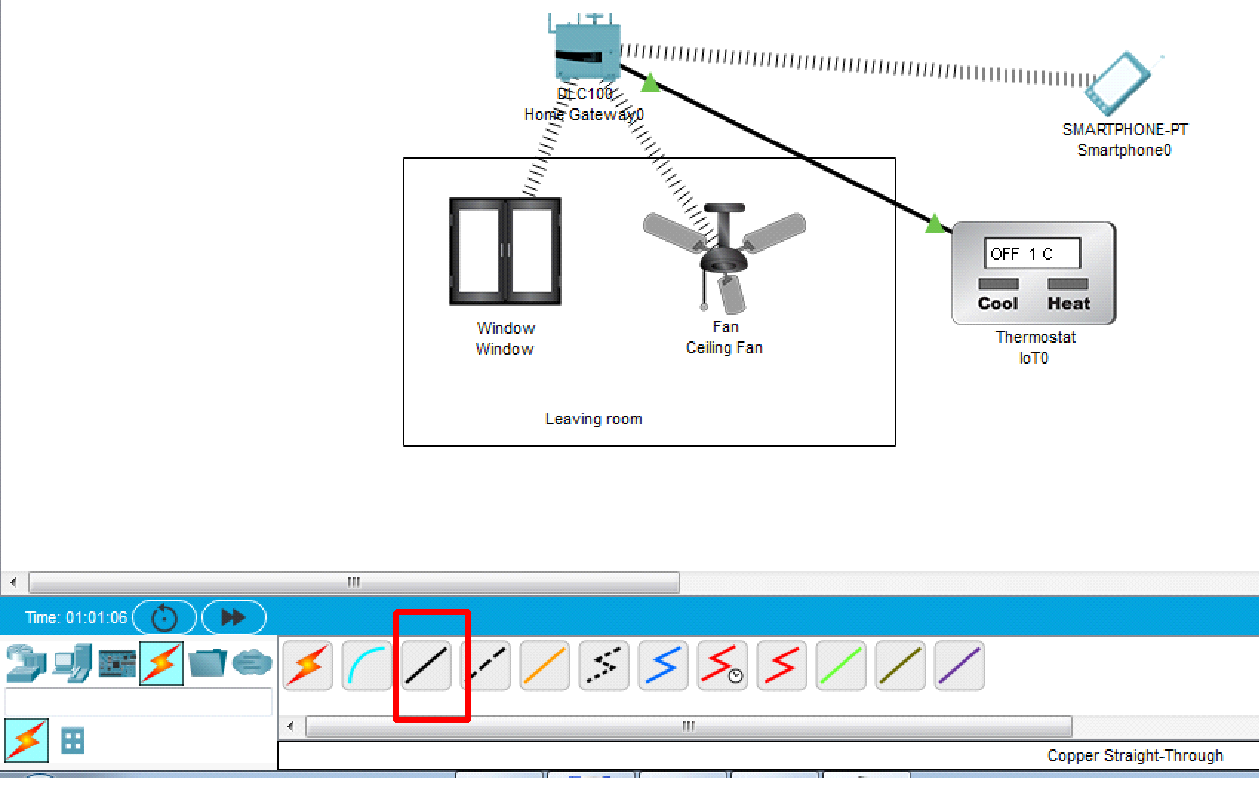 DLC100
Home Gateway0
SMARTPHONE-PT
Smartphone0
OFF 1 C
Cool Heat
Thermostat
IoT0
Window
Window
Fan
Ceiling Fan
Leaving room
Time: 01:01:06
Copper Straight-Through